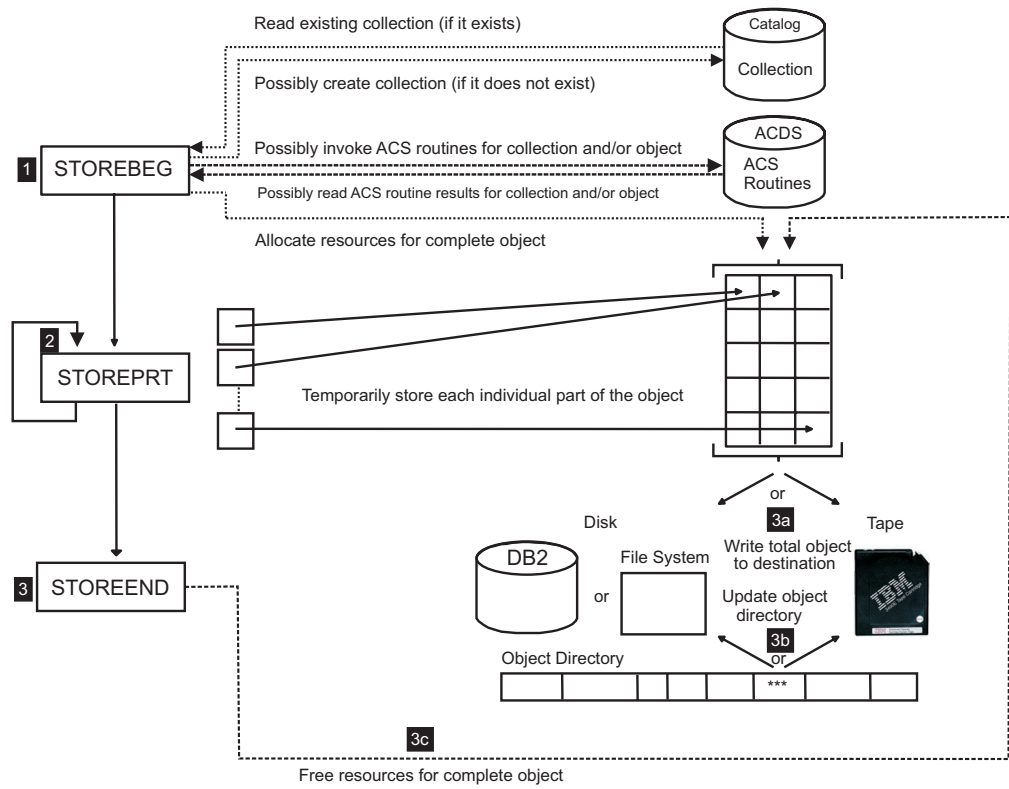 Read existing collection (if it exists)
Catalog
Collection
Possibly create collection (if it does not exist)
ACDS
Possibly invoke ACS routines for collection and/or object
1
STOREBEG
ACS
Routines
Possibly read ACS routine results for collection and/or object
Allocate resources for complete object
2
STOREPRT
Temporarily store each individual part of the object
or
3a
Disk
Tape
Write total object
to destination
DB2
File System
3
STOREEND
or
IBM
Update object
directory
3b
or
Object Directory
***
3c
Free resources for complete object